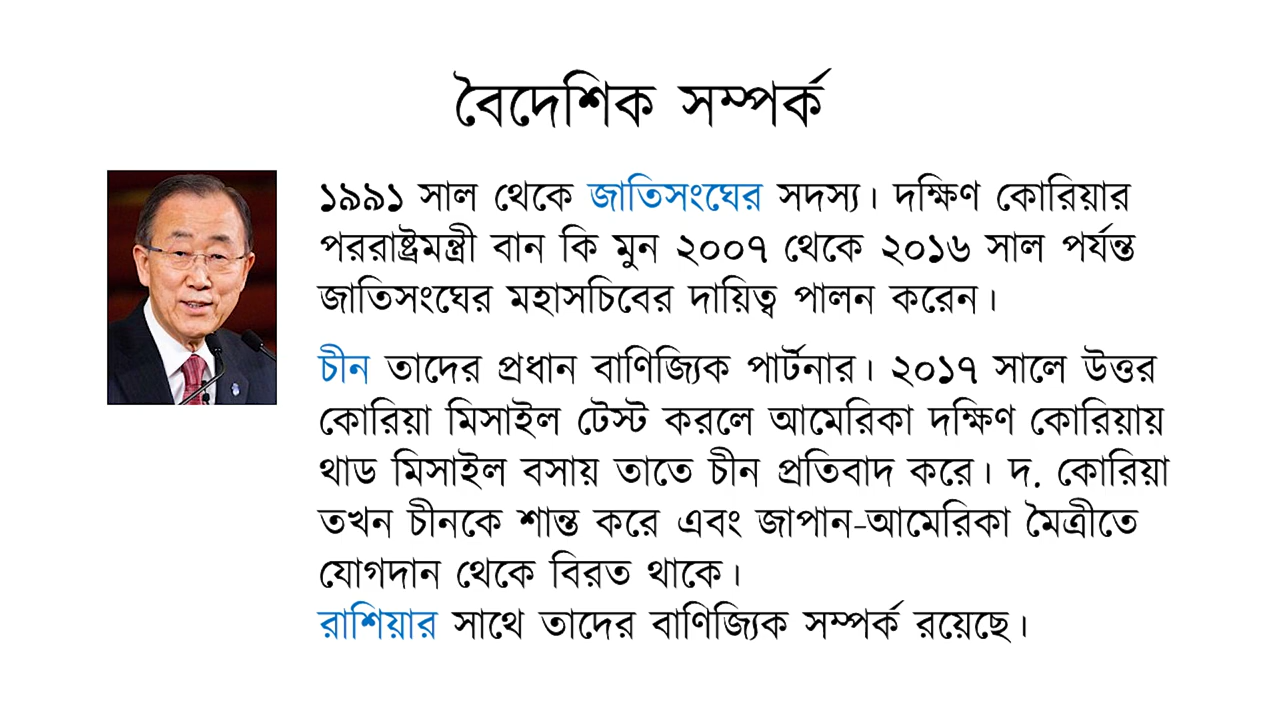 বৈদেশিক সম্পর্ক
১৯৯১ সাল থেকে জাতিসংঘের সদস্য। দক্ষিণ কোরিয়ার
পররাষ্ট্রমন্ত্রী বান কি মুন ২০০৭ থেকে ২০১৬ সাল পর্যন্ত
জাতিসংঘের মহাসচিবের দায়িত্ব পালন করেন।
চীন তাদের প্রধান বাণিজ্যিক পার্টনার। ২০১৭ সালে উত্তর
কোরিয়া মিসাইল টেস্ট করলে আমেরিকা দক্ষিণ কোরিয়ায়
থাড মিসাইল বসায় তাতে চীন প্রতিবাদ করে। দ. কোরিয়া
তখন চীনকে শান্ত করে এবং জাপান-আমেরিকা মৈত্রীতে
যোগদান থেকে বিরত থাকে।
রাশিয়ার সাথে তাদের বাণিজ্যিক সম্পর্ক রয়েছে।